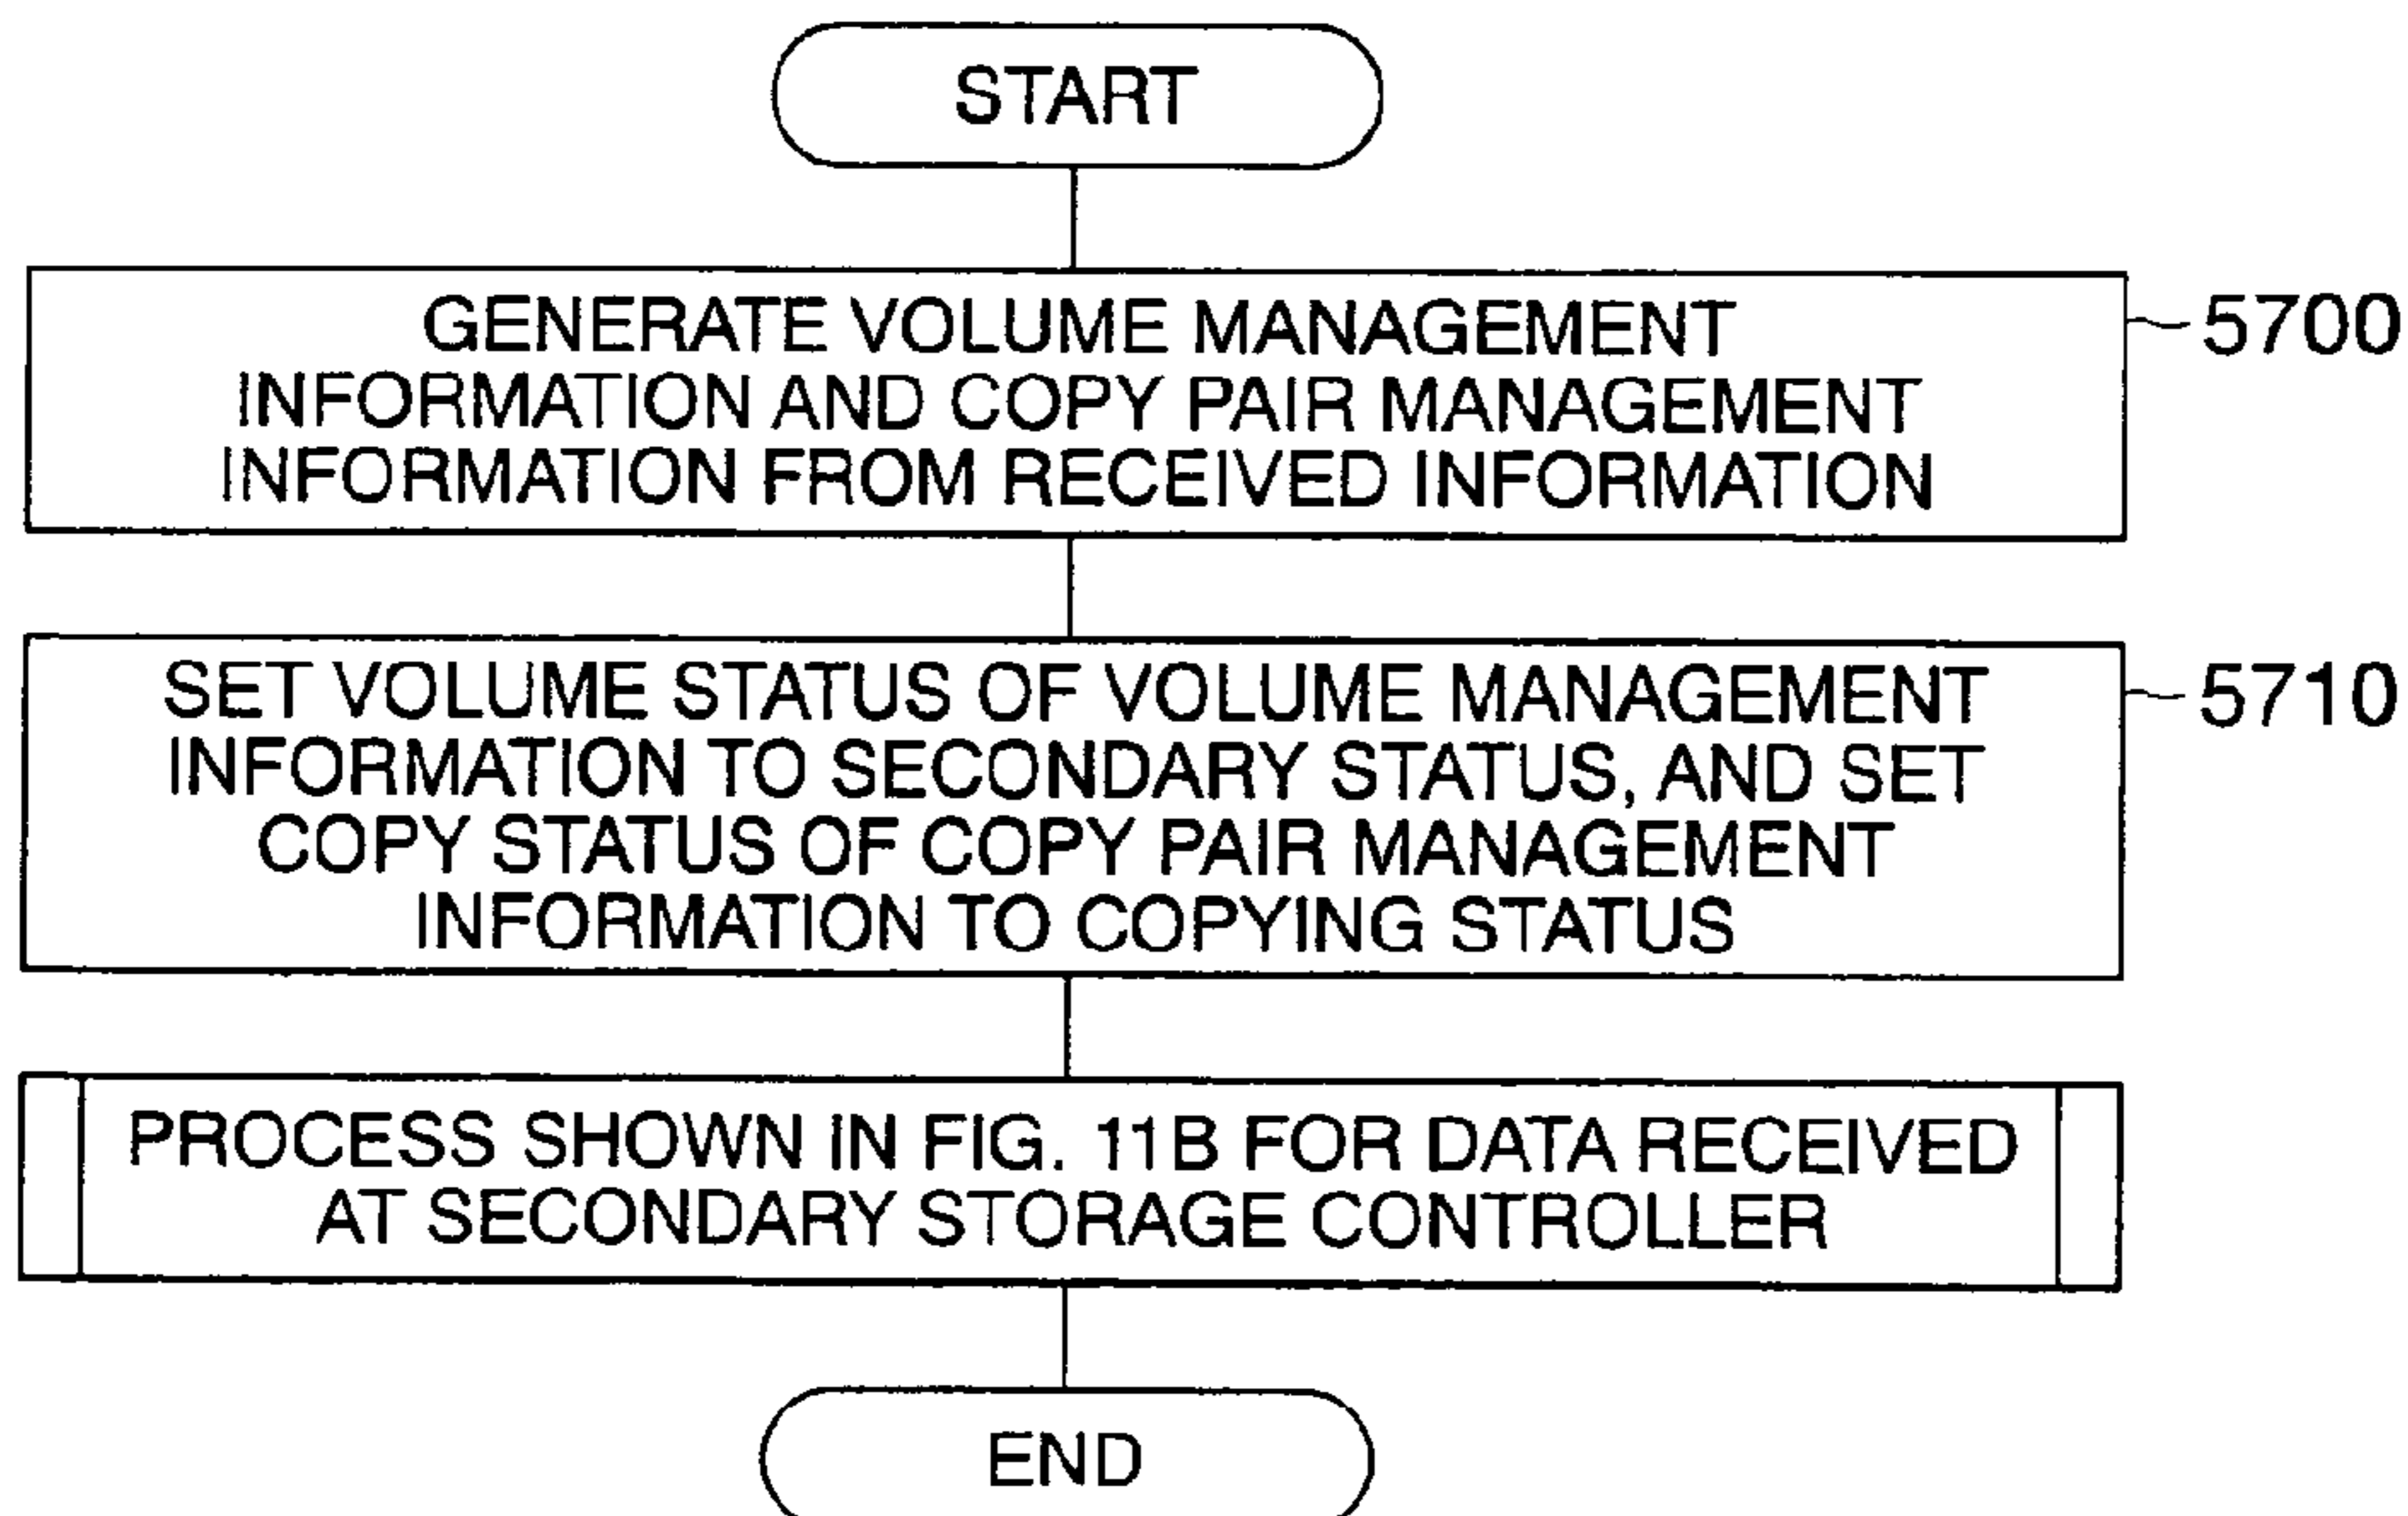 START
GENERATE VOLUME MANAGEMENT
INFORMATION AND COPY PAIR MANAGEMENT
INFORMATION FROM RECEIVED INFORMATION
5700
SET VOLUME STATUS OF VOLUME MANAGEMENT
INFORMATION TO SECONDARY STATUS, AND SET
COPY STATUS OF COPY PAIR MANAGEMENT
INFORMATION TO COPYING STATUS
5710
PROCESS SHOWN IN FIG. 11B FOR DATA RECEIVED
AT SECONDARY STORAGE CONTROLLER
END